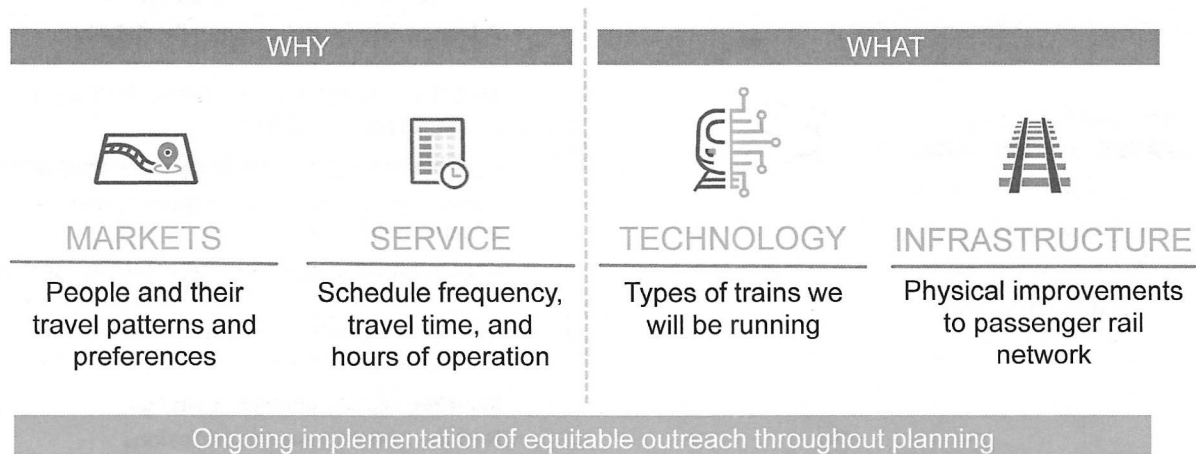 WHY
WHAT
MARKETS
SERVICE
TECHNOLOGY
INFRASTRUCTURE
People and their
travel patterns and
preferences
Schedule frequency,
travel time, and
hours of operation
Types of trains we
will be running
Physical improvements
to passenger rail
network
Ongoing implementation of equitable outreach throughout planning